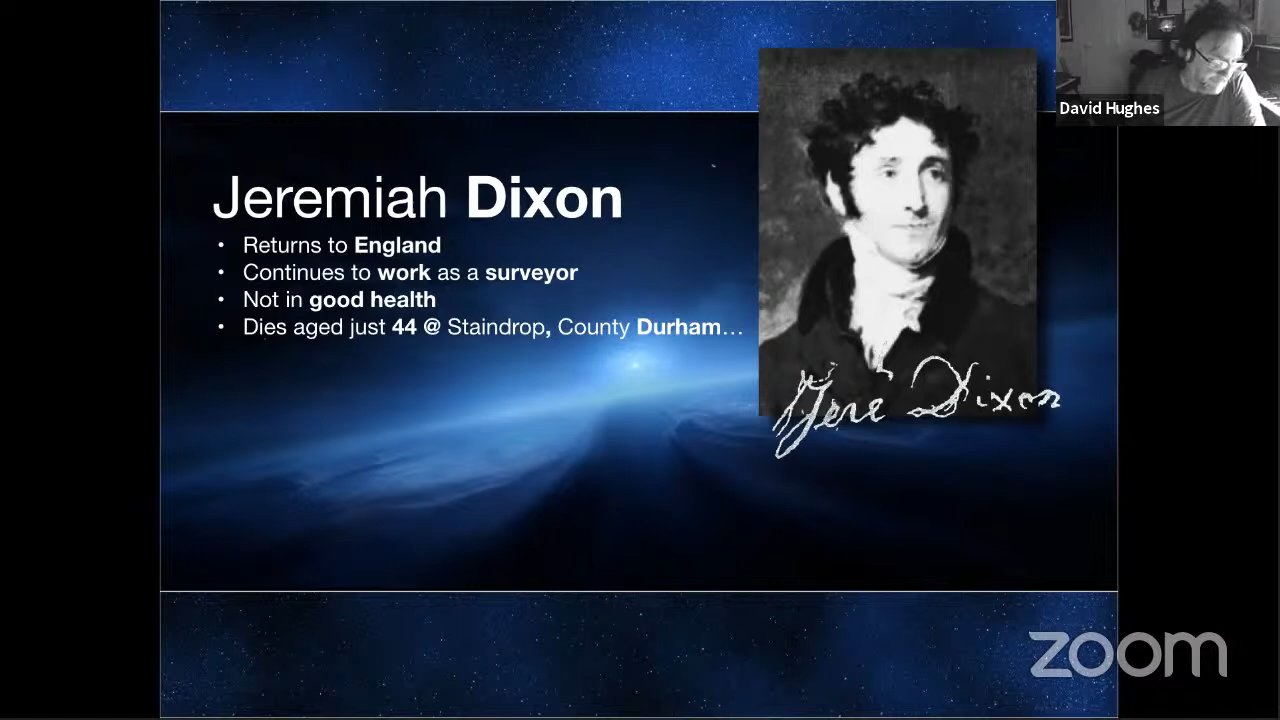 David Hughes
Jeremiah Dixon
• Returns to England
• Continues to work as a surveyor
• Not in good health
• Dies aged just 44 @ Staindrop, County Durham…
Jere Dixon
zoom